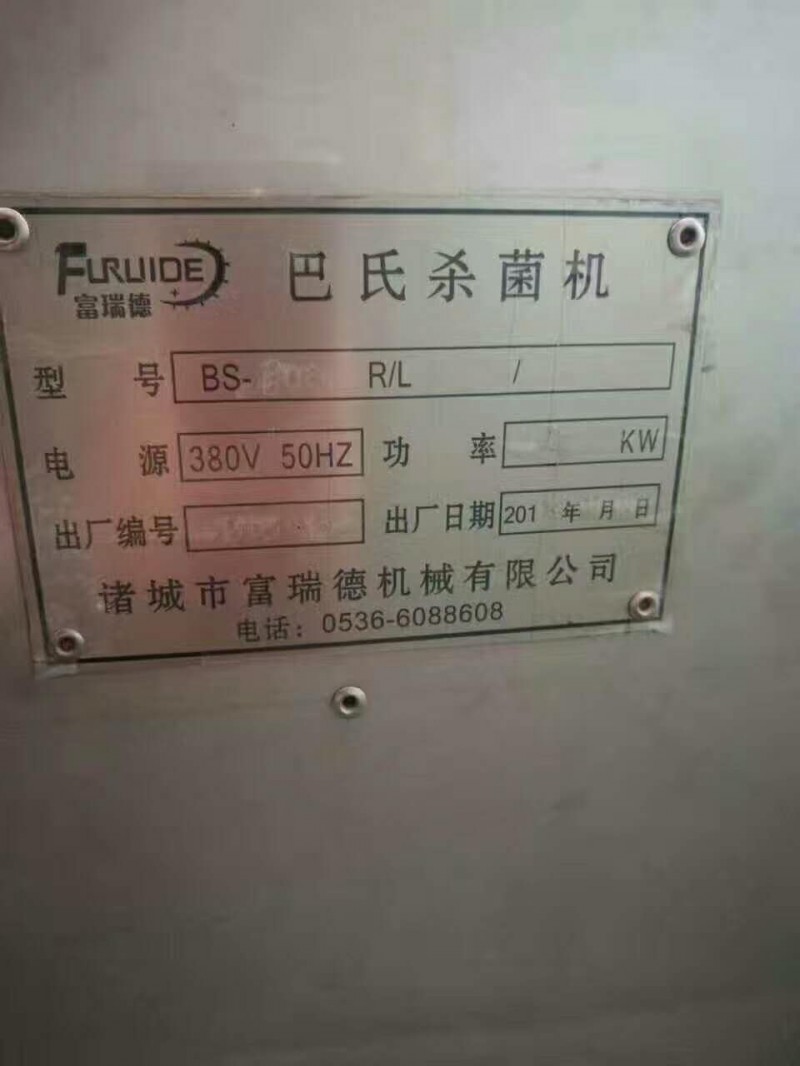 FURUIDE
富瑞德
巴氏杀菌机
型号 BS- R/L /
电源 380V 50HZ 功率 KW
出厂编号 出厂日期 201 年 月 日
诸城市富瑞德机械有限公司
电话：0536-6088608